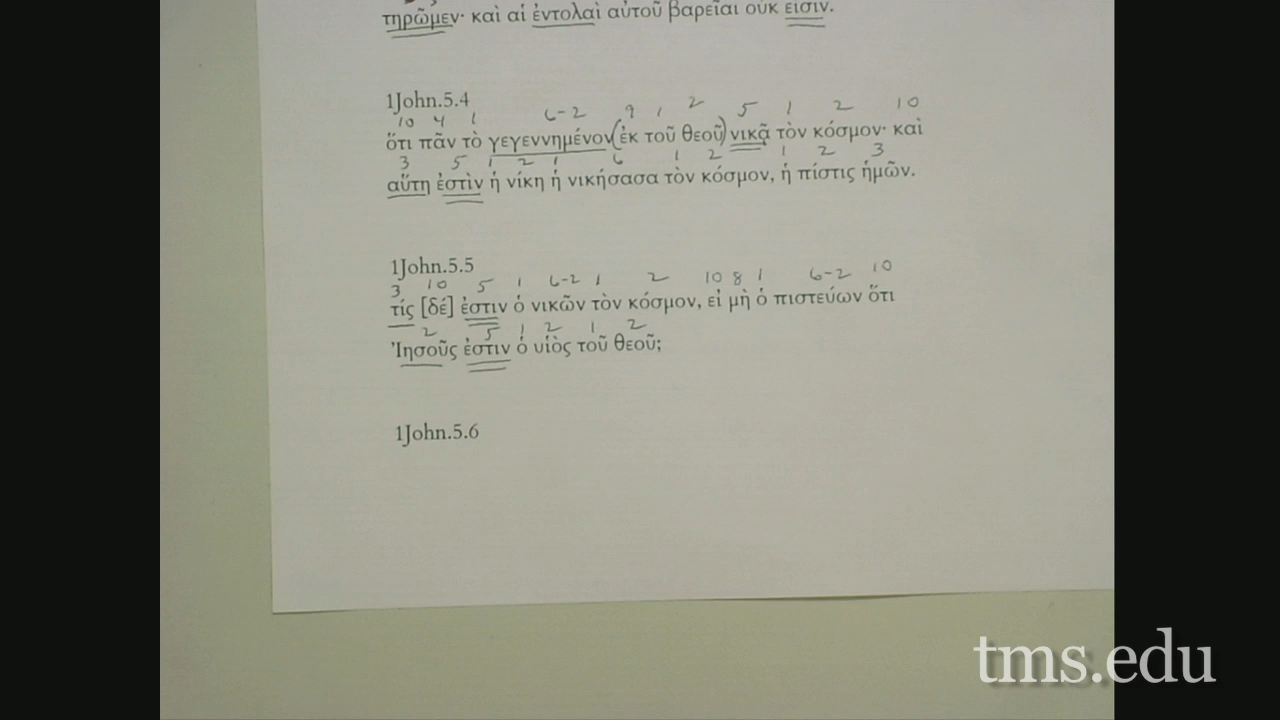 τηρῶμεν· καὶ αἱ ἐντολαὶ αὐτοῦ βαρεῖαι οὐκ εἰσίν.
1John.5.4
10 4 1 6-2 9 1 2 5 1 2 10
ὅτι πᾶν τὸ γεγεννημένον (ἐκ τοῦ θεοῦ) νικᾷ τὸν κόσμον· καὶ
3 5 1 2 1 6 1 2 1 2 3
αὕτη ἐστὶν ἡ νίκη ἡ νικήσασα τὸν κόσμον, ἡ πίστις ἡμῶν.
1John.5.5
3 10 5 1 6-2 1 2 10 8 1 6-2 10
τίς [δέ] ἐστιν ὁ νικῶν τὸν κόσμον, εἰ μὴ ὁ πιστεύων ὅτι
2 5 1 2 1 2
Ἰησοῦς ἐστιν ὁ υἱὸς τοῦ θεοῦ;
1John.5.6
tms.edu